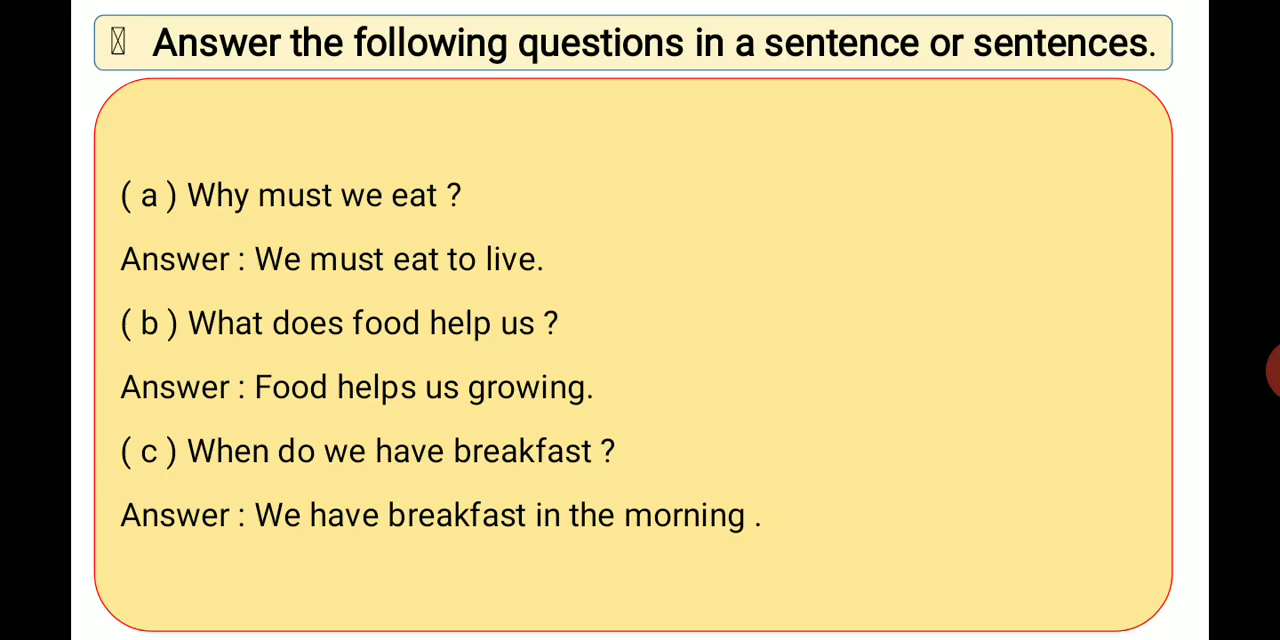 Answer the following questions in a sentence or sentences.
( a ) Why must we eat ?
Answer : We must eat to live.
( b ) What does food help us ?
Answer : Food helps us growing.
( c ) When do we have breakfast ?
Answer : We have breakfast in the morning .